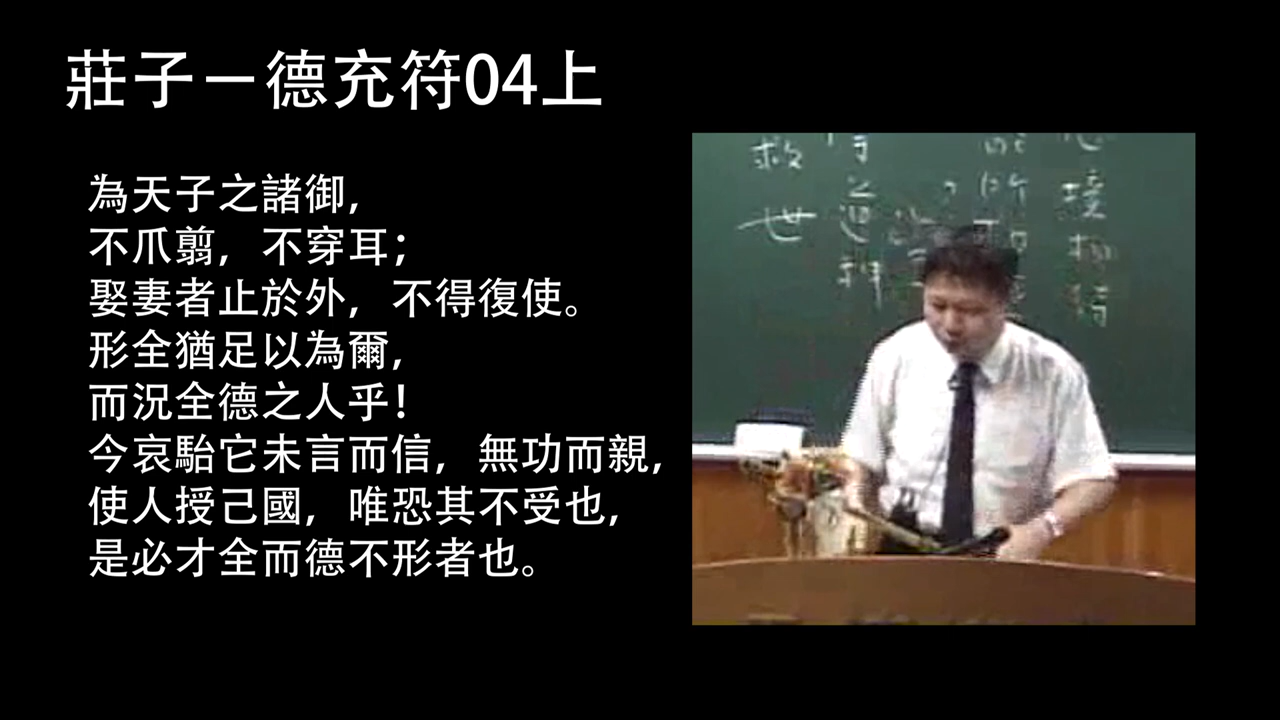 莊子－德充符04上
為天子之諸御，
不爪翦，不穿耳；
娶妻者止於外，不得復使。
形全猶足以為爾，
而況全德之人乎！
今哀駘它未言而信，無功而親，
使人授己國，唯恐其不受也，
是必才全而德不形者也。
救世